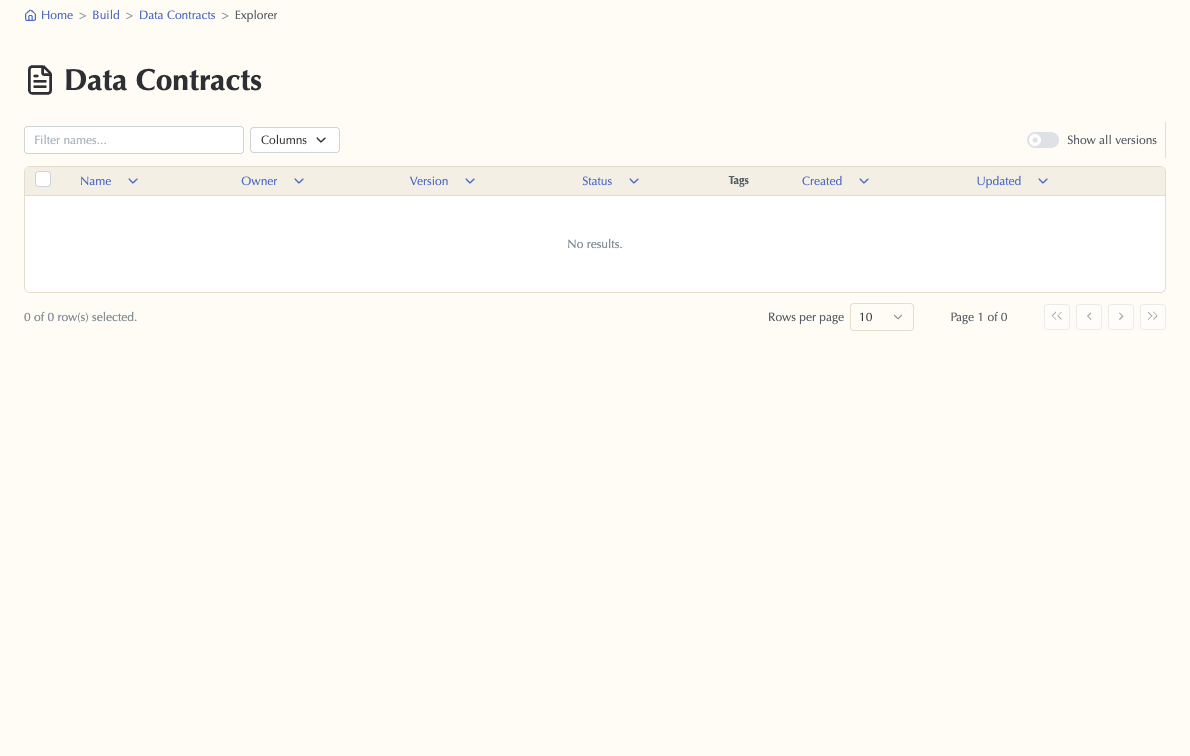 Home > Build > Data Contracts > Explorer
Data Contracts
Filter names... Columns Show all versions
Name Owner Version Status Tags Created Updated
No results.
0 of 0 row(s) selected. Rows per page 10 Page 1 of 0